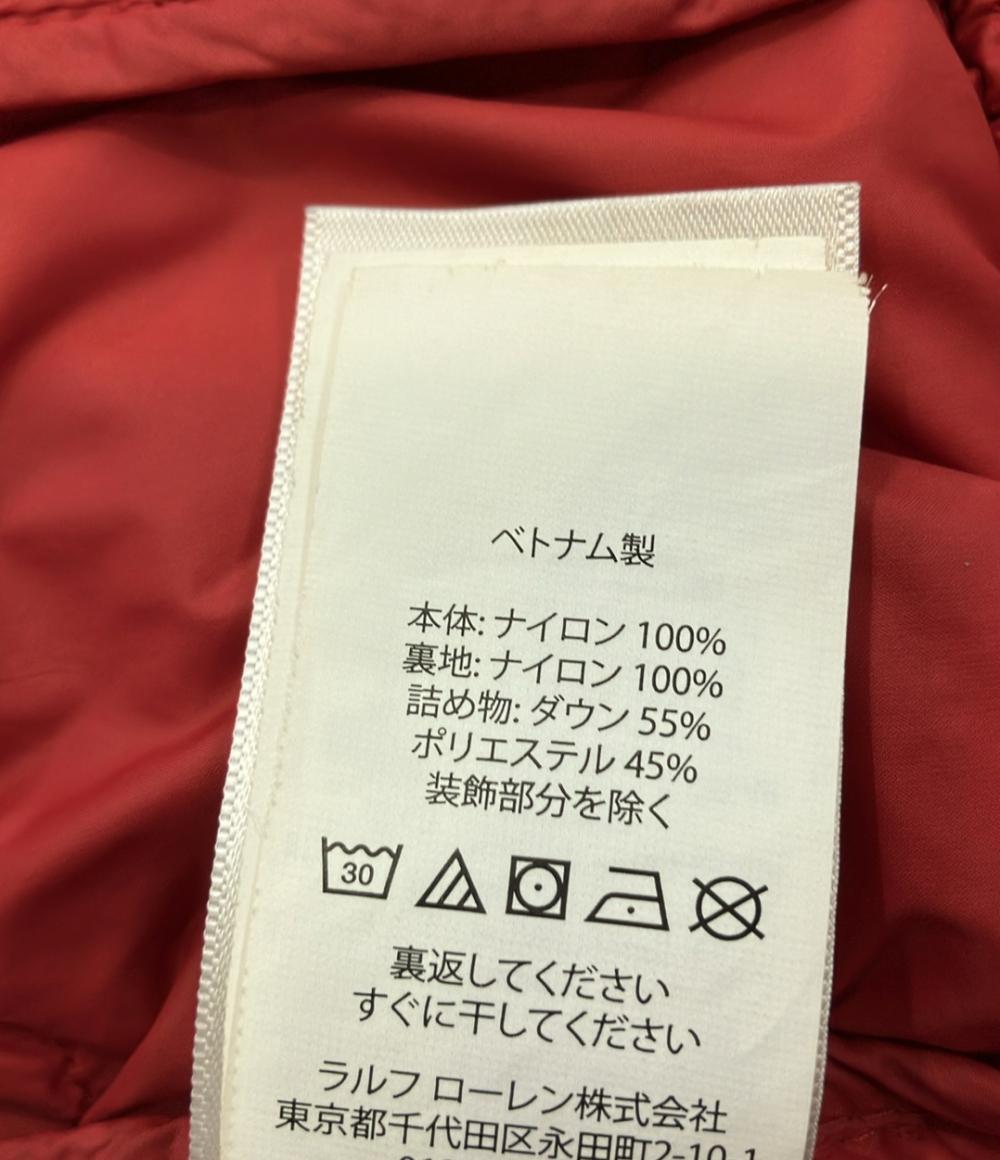 ベトナム製
本体: ナイロン 100%
裏地: ナイロン 100%
詰め物: ダウン 55%
ポリエステル 45%
装飾部分を除く
30
裏返してください
すぐに干してください
ラルフ ローレン株式会社
東京都千代田区永田町2-10-1